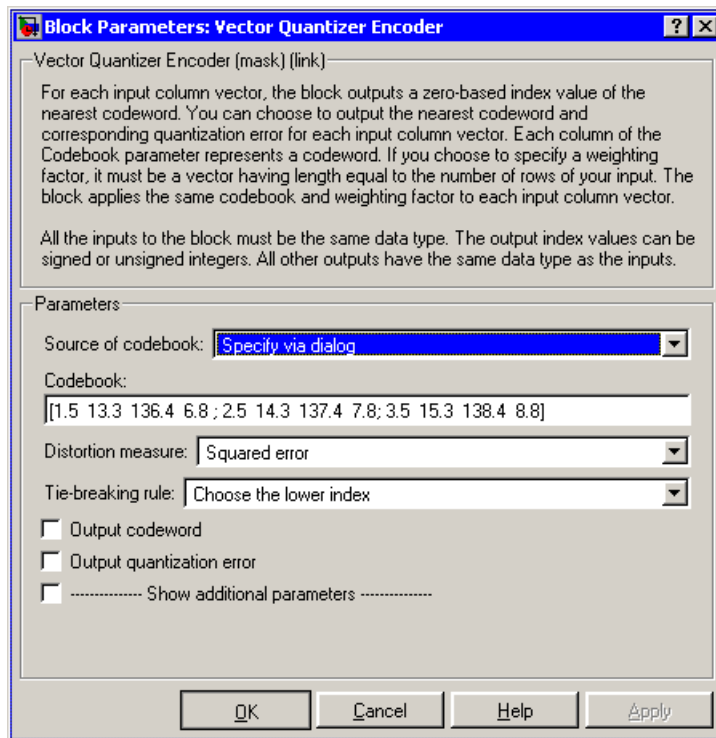 Block Parameters: Vector Quantizer Encoder
Vector Quantizer Encoder (mask) (link)
For each input column vector, the block outputs a zero-based index value of the
nearest codeword. You can choose to output the nearest codeword and
corresponding quantization error for each input column vector. Each column of the
Codebook parameter represents a codeword. If you choose to specify a weighting
factor, it must be a vector having length equal to the number of rows of your input. The
block applies the same codebook and weighting factor to each input column vector.
All the inputs to the block must be the same data type. The output index values can be
signed or unsigned integers. All other outputs have the same data type as the inputs.
Parameters
Source of codebook: Specify via dialog
Codebook:
[1.5 13.3 136.4 6.8 ; 2.5 14.3 137.4 7.8; 3.5 15.3 138.4 8.8]
Distortion measure: Squared error
Tie-breaking rule: Choose the lower index
Output codeword
Output quantization error
-------------- Show additional parameters --------------
OK Cancel Help Apply